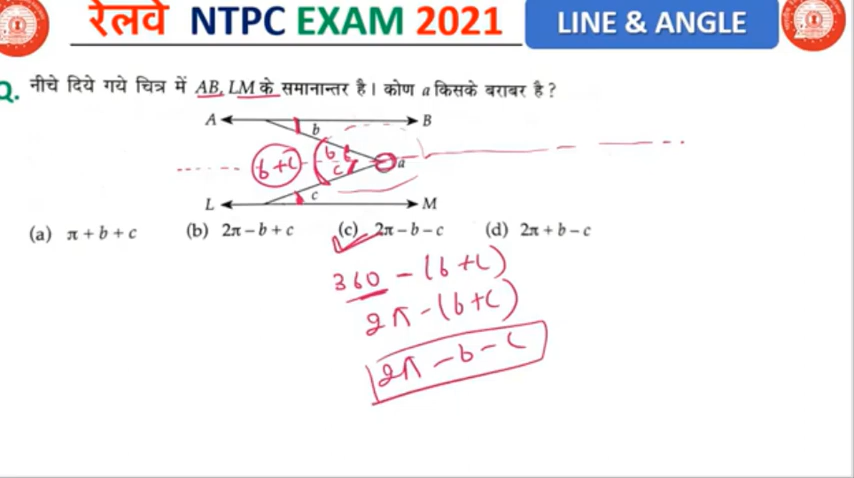 रेलवे NTPC EXAM 2021
LINE & ANGLE
Q. नीचे दिये गये चित्र में AB, LM के समानान्तर है। कोण a किसके बराबर है?
A B
b
b+c b c a
c
L M
(a) π + b + c (b) 2π – b + c (c) 2π – b – c (d) 2π + b – c
360 - (b+c)
2π - (b+c)
2π - b - c